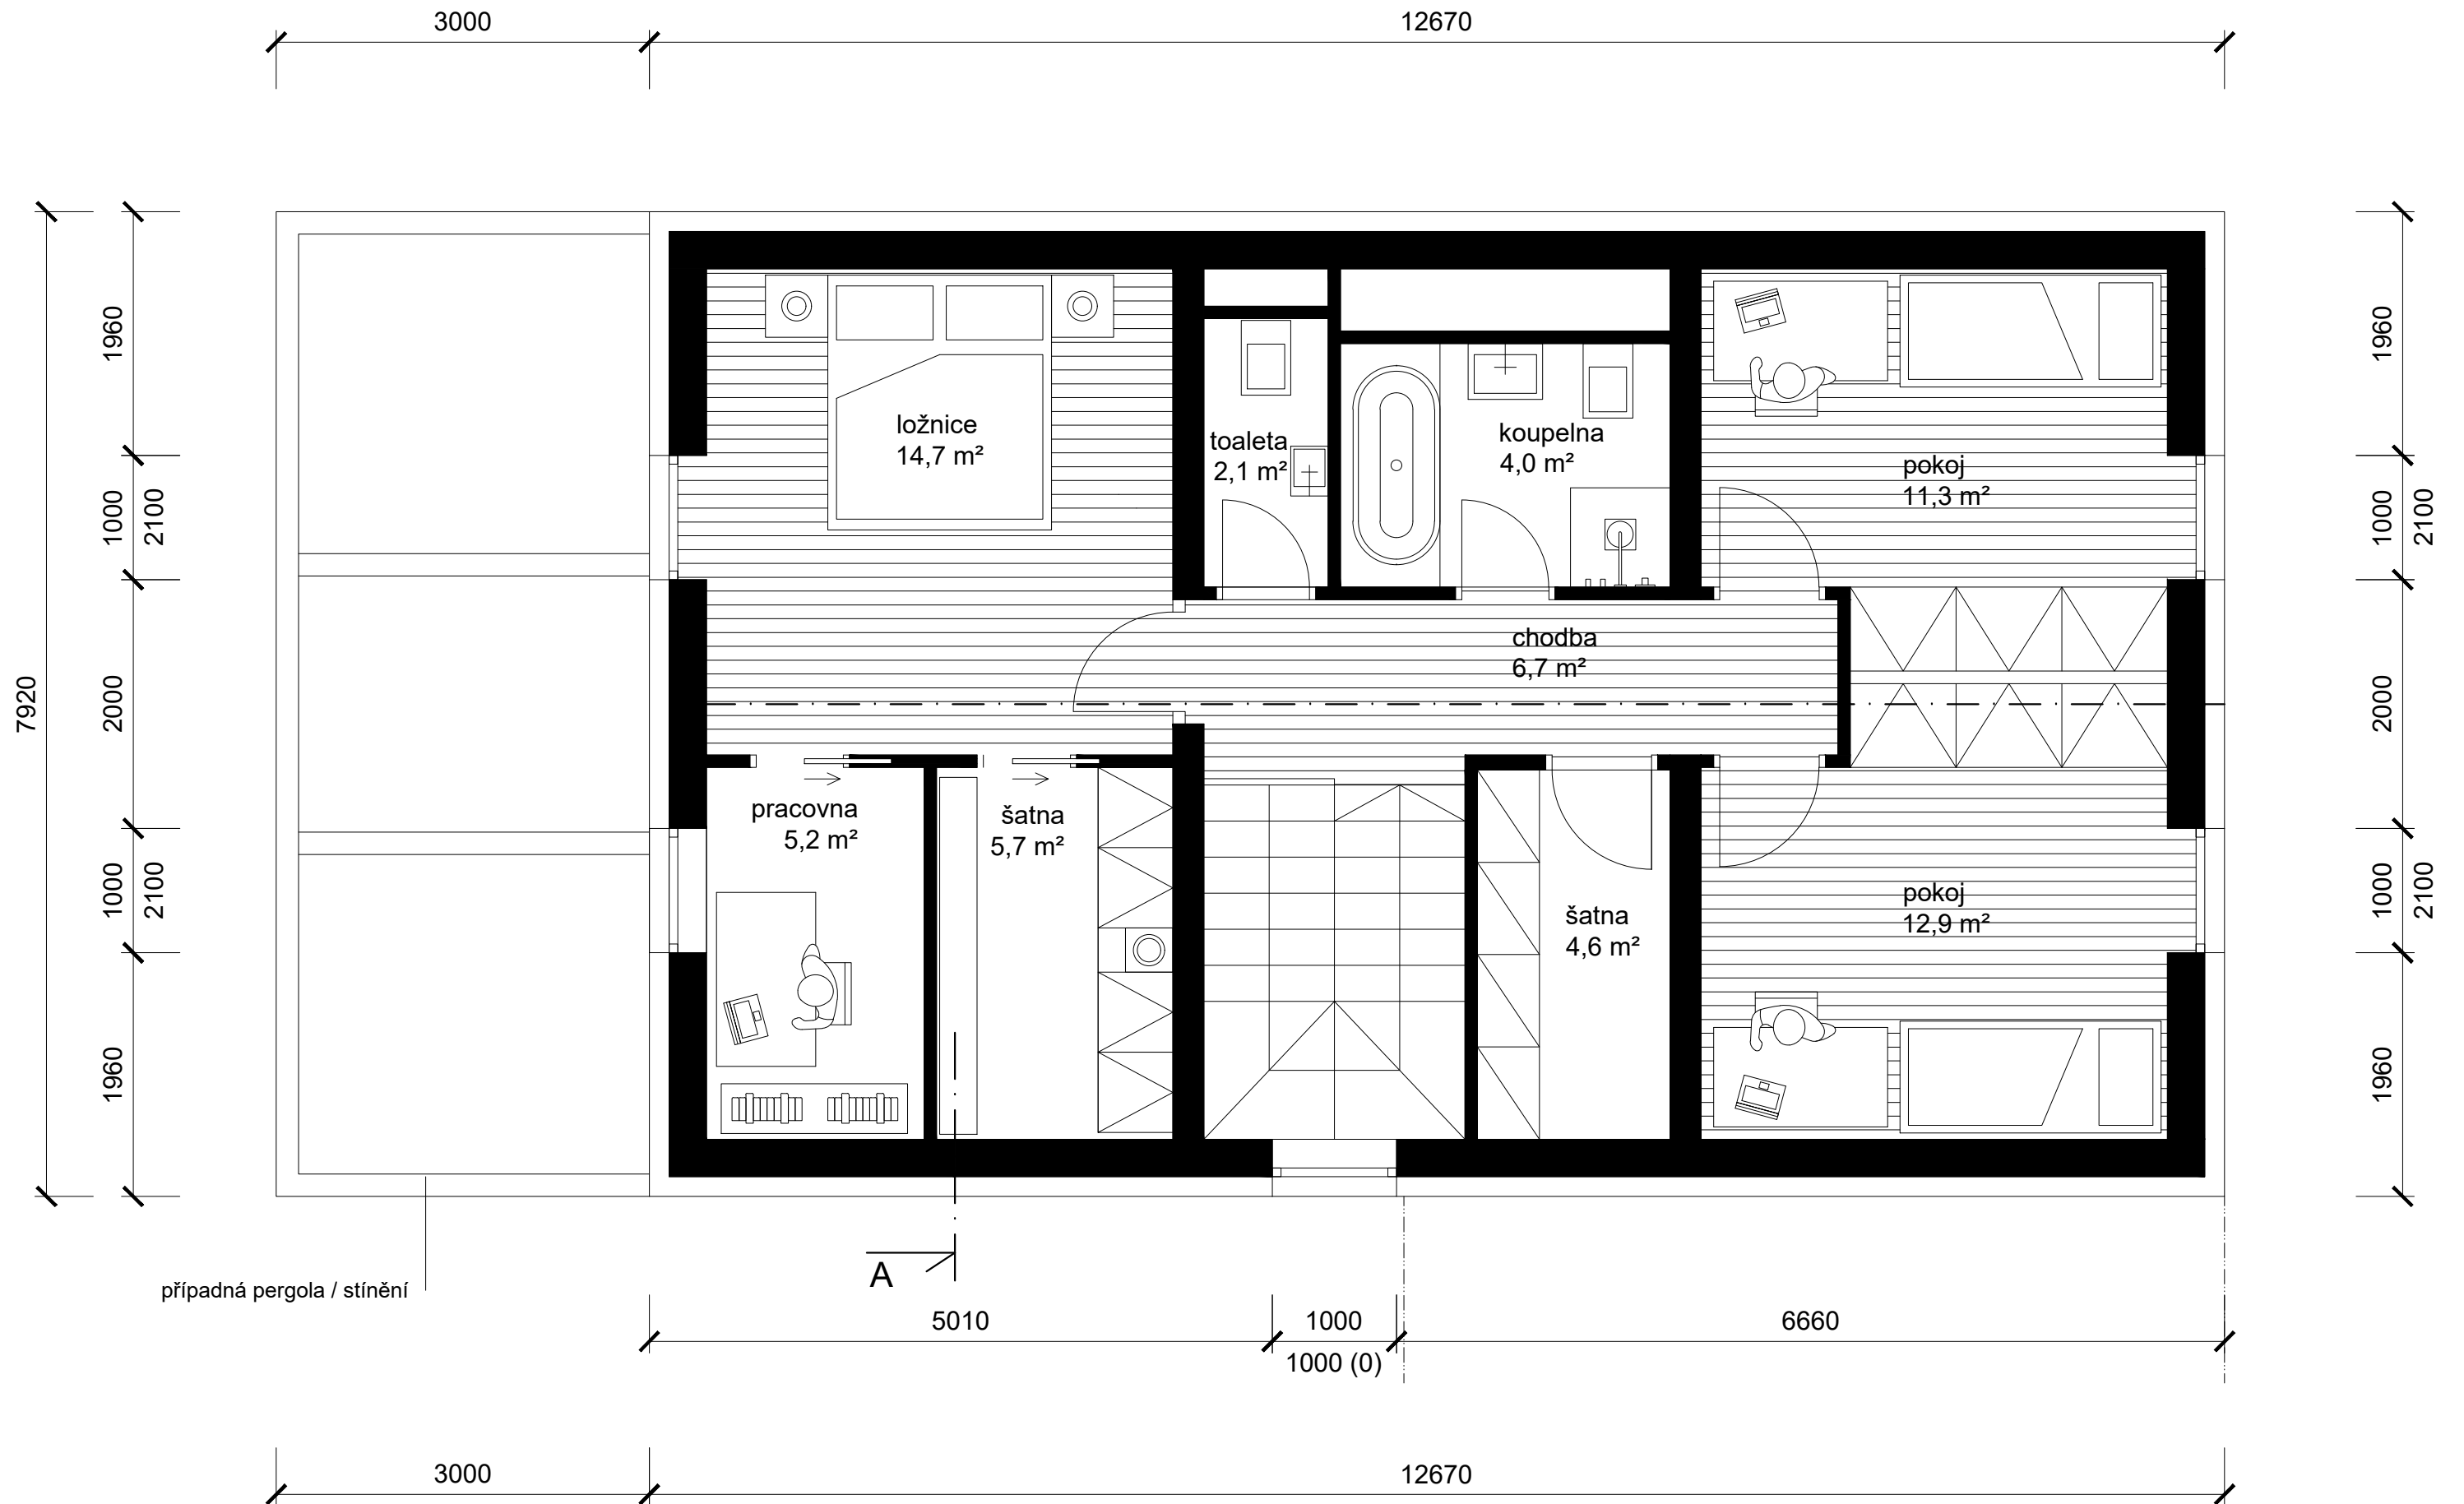 3000
12670
7920
1960
1000
2100
2000
1000
2100
1960
ložnice
14,7 m²
toaleta
2,1 m²
koupelna
4,0 m²
pokoj
11,3 m²
chodba
6,7 m²
pracovna
5,2 m²
šatna
5,7 m²
šatna
4,6 m²
pokoj
12,9 m²
1960
1000
2100
2000
1000
2100
1960
A
případná pergola / stínění
5010
1000
1000 (0)
6660
3000
12670